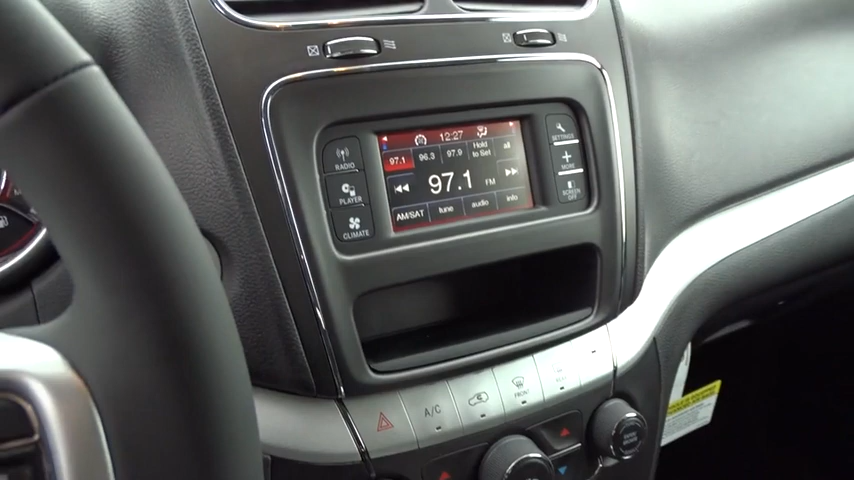 12:27
97.1 96.3 97.9 Hold to Set all
97.1 FM
AM/SAT tune audio info
RADIO
PLAYER
CLIMATE
SETTINGS
MORE
SCREEN OFF
A/C
FRONT